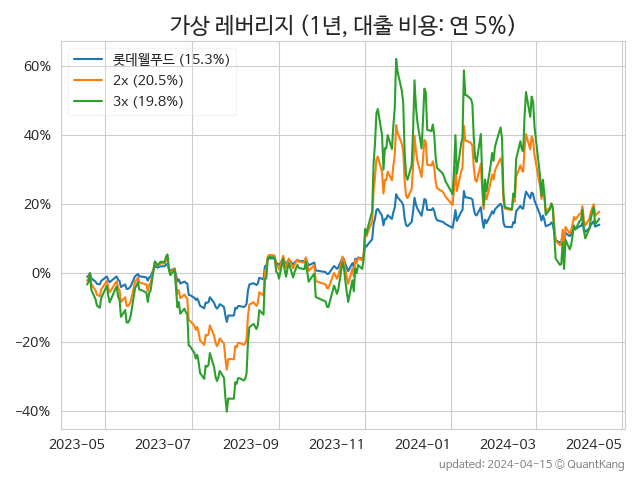 가상 레버리지 (1년, 대출 비용: 연 5%)
롯데웰푸드 (15.3%)
2x (20.5%)
3x (19.8%)
60%
40%
20%
0%
−20%
−40%
2023-05 2023-07 2023-09 2023-11 2024-01 2024-03 2024-05
updated: 2024-04-15 © QuantKang